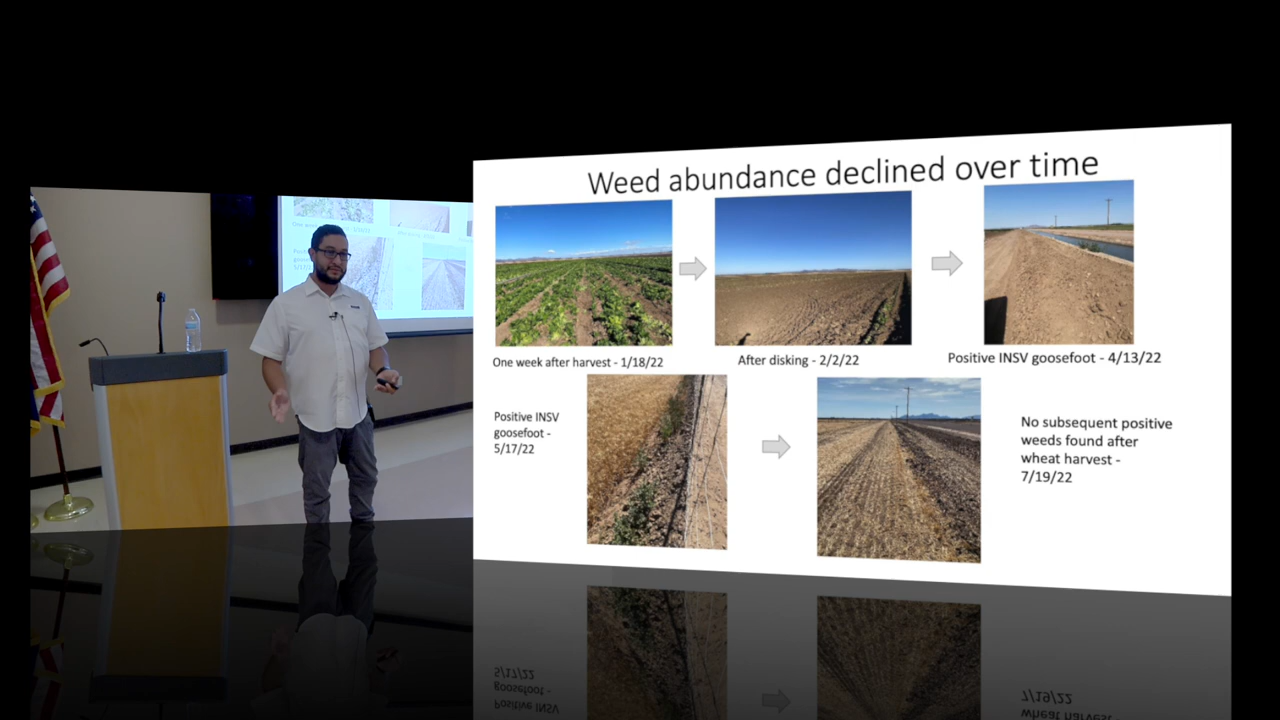 Weed abundance declined over time
One week after harvest - 1/18/22
After disking - 2/2/22
Positive INSV goosefoot - 4/13/22
Positive INSV
goosefoot -
5/17/22
No subsequent positive
weeds found after
wheat harvest -
7/19/22